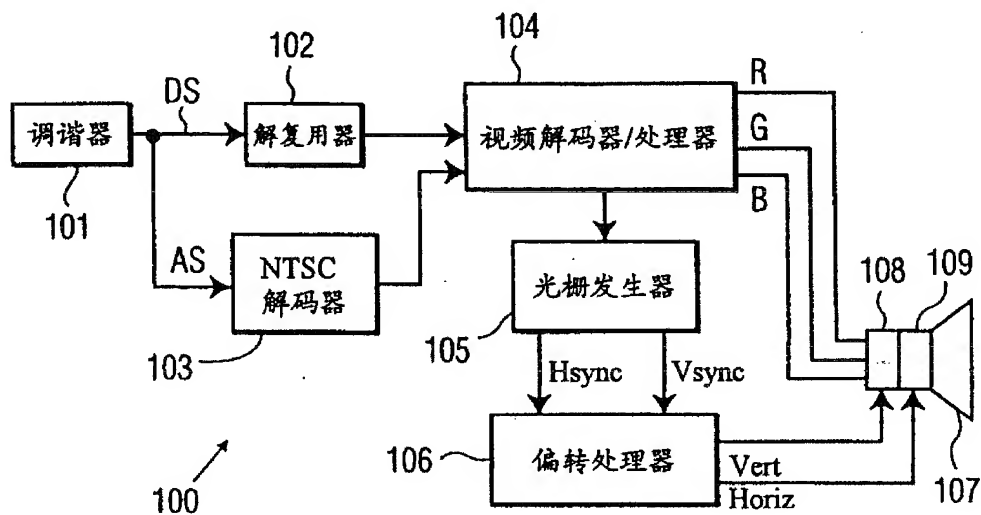 104
102
R
DS
G
调谐器
解复用器
视频解码器/处理器
B
101
AS
NTSC
解码器
108
109
光栅发生器
103
105
Hsync
Vsync
106
偏转处理器
Vert
107
Horiz
100